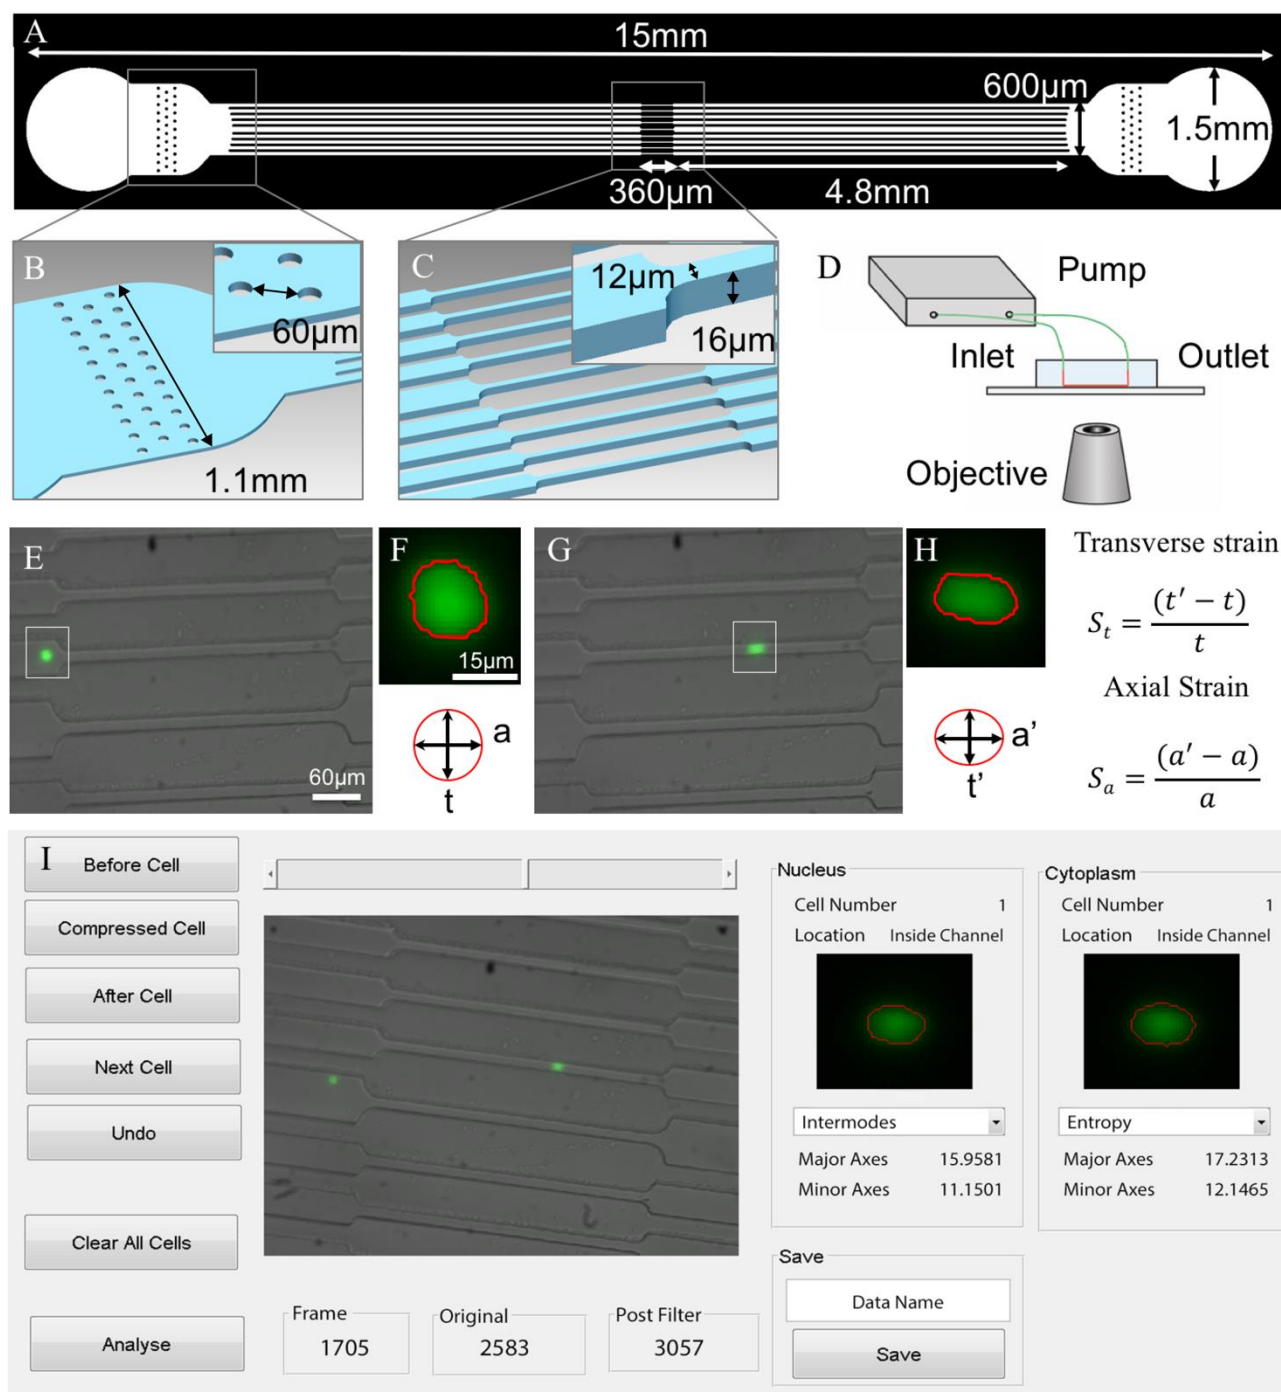 A
15mm
600µm
1.5mm
360µm
4.8mm
B
60µm
1.1mm
C
12µm
16µm
D
Pump
Inlet
Outlet
Objective
E
60µm
F
15µm
a
t
G
H
a’
t’
Transverse strain
S_t = (t′ − t) / t
Axial Strain
S_a = (a′ − a) / a
I
Before Cell
Compressed Cell
After Cell
Next Cell
Undo
Clear All Cells
Analyse
Frame
1705
Original
2583
Post Filter
3057
Nucleus
Cell Number 1
Location Inside Channel
Intermodes
Major Axes 15.9581
Minor Axes 11.1501
Cytoplasm
Cell Number 1
Location Inside Channel
Entropy
Major Axes 17.2313
Minor Axes 12.1465
Save
Data Name
Save